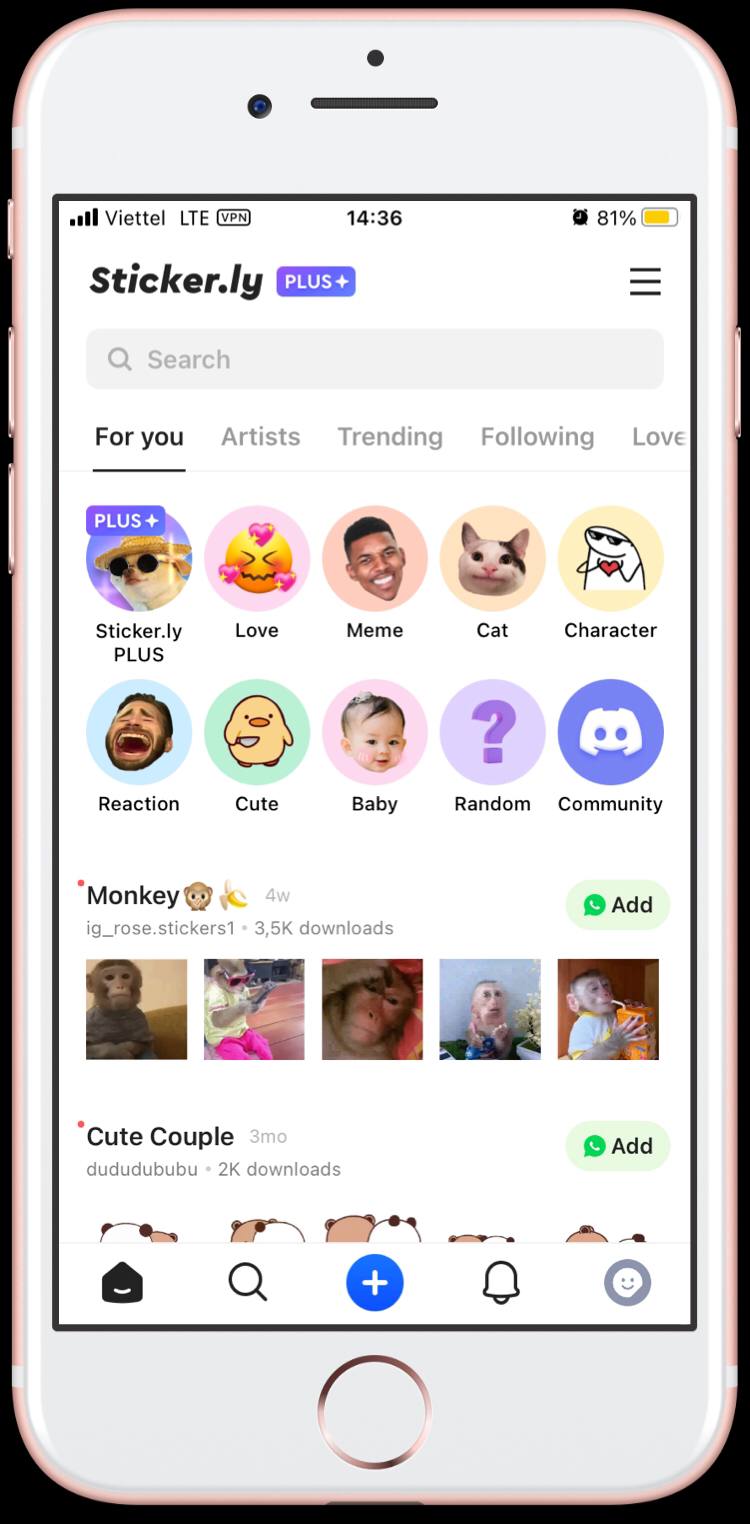 Viettel LTE VPN 14:36 81%
Sticker.ly PLUS
Search
For you Artists Trending Following Love
PLUS
Sticker.ly PLUS
Love
Meme
Cat
Character
Reaction
Cute
Baby
Random
Community
Monkey🙊🍌 4w
Add
ig_rose.stickers1 • 3,5K downloads
Cute Couple 3mo
Add
dududububu • 2K downloads